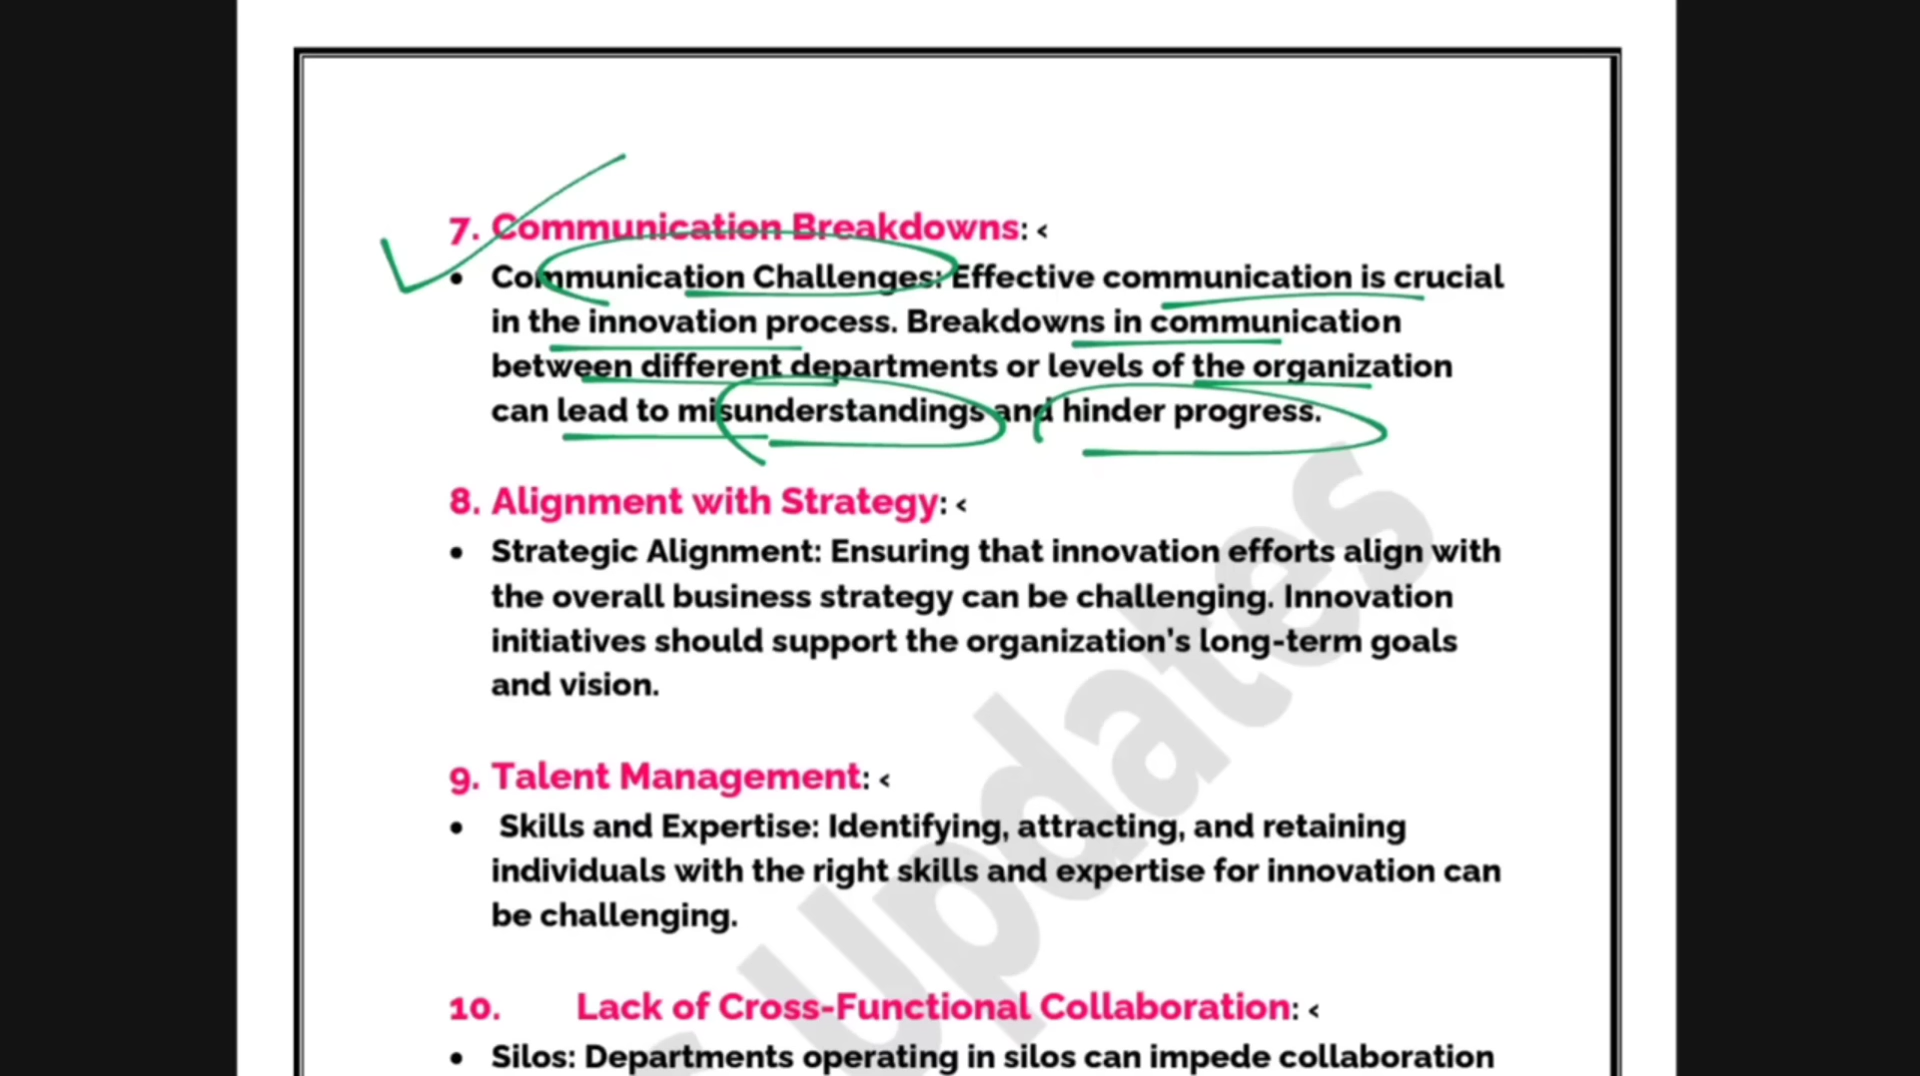 7. Communication Breakdowns: <
• Communication Challenges: Effective communication is crucial
in the innovation process. Breakdowns in communication
between different departments or levels of the organization
can lead to misunderstandings and hinder progress.
8. Alignment with Strategy: <
• Strategic Alignment: Ensuring that innovation efforts align with
the overall business strategy can be challenging. Innovation
initiatives should support the organization's long-term goals
and vision.
9. Talent Management: <
• Skills and Expertise: Identifying, attracting, and retaining
individuals with the right skills and expertise for innovation can
be challenging.
10. Lack of Cross-Functional Collaboration: <
• Silos: Departments operating in silos can impede collaboration
Updates